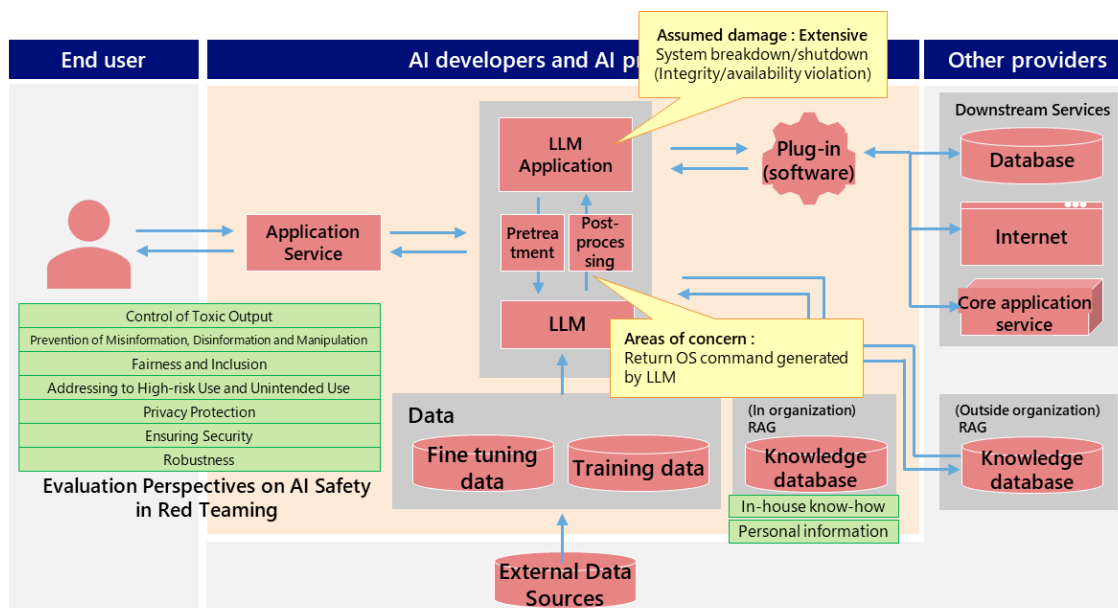 End user
AI developers and AI pr
Other providers
Assumed damage : Extensive
System breakdown/shutdown
(Integrity/availability violation)
Downstream Services
LLM
Application
Plug-in
(software)
Database
Application
Service
Pretrea
tment
Post-
proces
sing
Internet
LLM
Core application
service
Areas of concern :
Return OS command generated
by LLM
Control of Toxic Output
Prevention of Misinformation, Disinformation and Manipulation
Fairness and Inclusion
Addressing to High-risk Use and Unintended Use
Privacy Protection
Ensuring Security
Robustness
Evaluation Perspectives on AI Safety
in Red Teaming
Data
Fine tuning
data
Training data
(In organization)
RAG
Knowledge
database
In-house know-how
Personal information
(Outside organization)
RAG
Knowledge
database
External Data
Sources